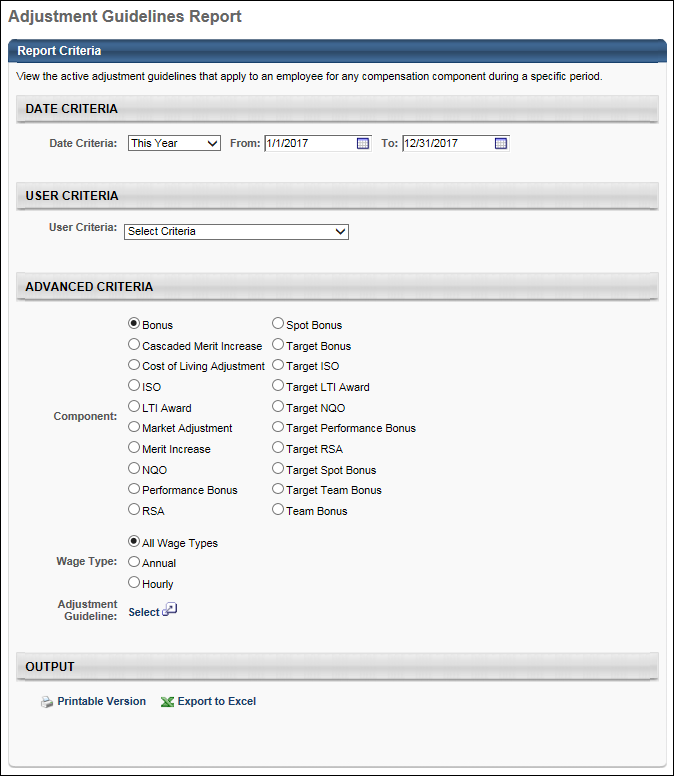 Adjustment Guidelines Report
Report Criteria
View the active adjustment guidelines that apply to an employee for any compensation component during a specific period.
DATE CRITERIA
Date Criteria: This Year From: 1/1/2017 To: 12/31/2017
USER CRITERIA
User Criteria: Select Criteria
ADVANCED CRITERIA
Component:
Bonus Spot Bonus
Cascaded Merit Increase Target Bonus
Cost of Living Adjustment Target ISO
ISO Target LTI Award
LTI Award Target NQO
Market Adjustment Target Performance Bonus
Merit Increase Target RSA
NQO Target Spot Bonus
Performance Bonus Target Team Bonus
RSA Team Bonus
Wage Type:
All Wage Types
Annual
Hourly
Adjustment
Guideline: Select
OUTPUT
Printable Version Export to Excel